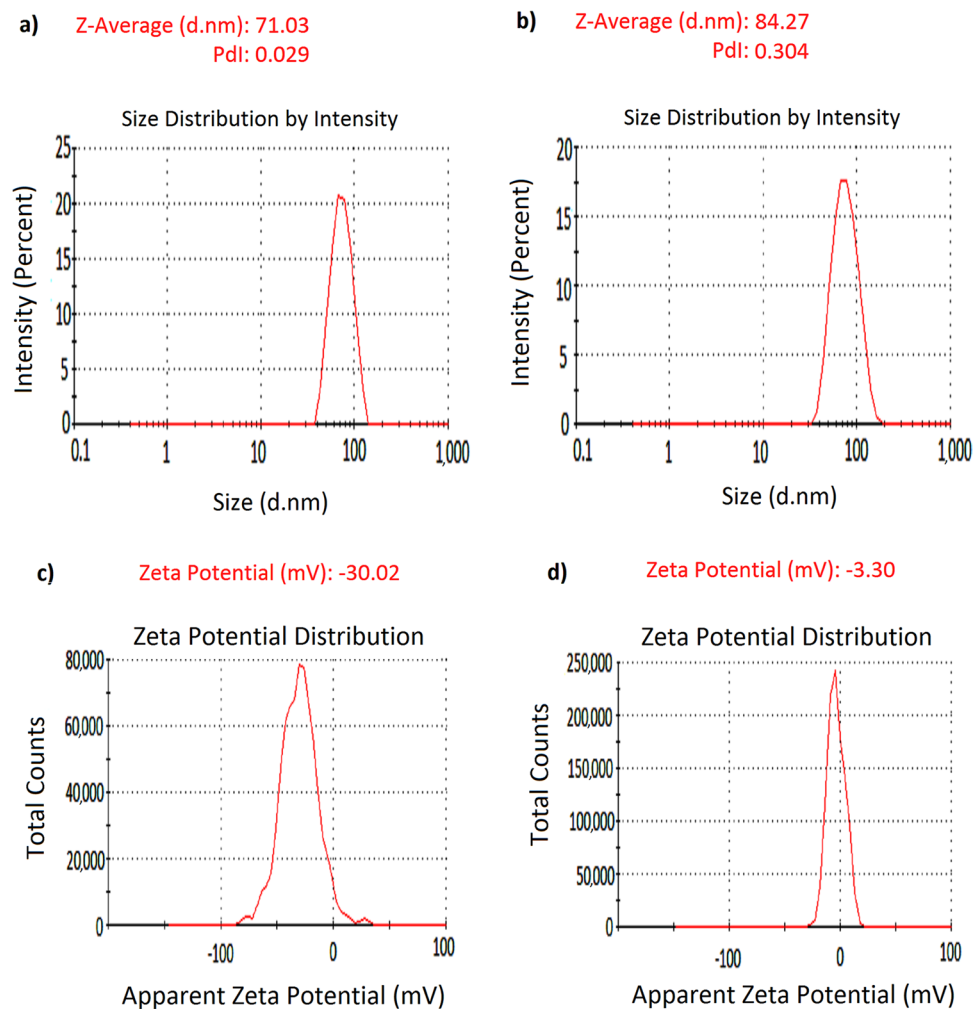 a)
Z-Average (d.nm): 71.03
PdI: 0.029
Size Distribution by Intensity
Intensity (Percent)
25
20
15
10
5
0
0.1 1 10 100 1,000
Size (d.nm)
b)
Z-Average (d.nm): 84.27
PdI: 0.304
Size Distribution by Intensity
Intensity (Percent)
20
15
10
5
0
0.1 1 10 100 1,000
Size (d.nm)
c)
Zeta Potential (mV): -30.02
Zeta Potential Distribution
Total Counts
80,000
60,000
40,000
20,000
0
-100 0 100
Apparent Zeta Potential (mV)
d)
Zeta Potential (mV): -3.30
Zeta Potential Distribution
Total Counts
250,000
200,000
150,000
100,000
50,000
0
-100 0 100
Apparent Zeta Potential (mV)